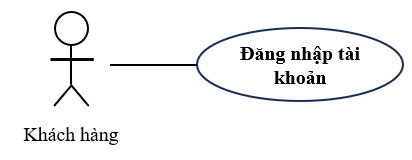 Đăng nhập tài
khoản
Khách hàng